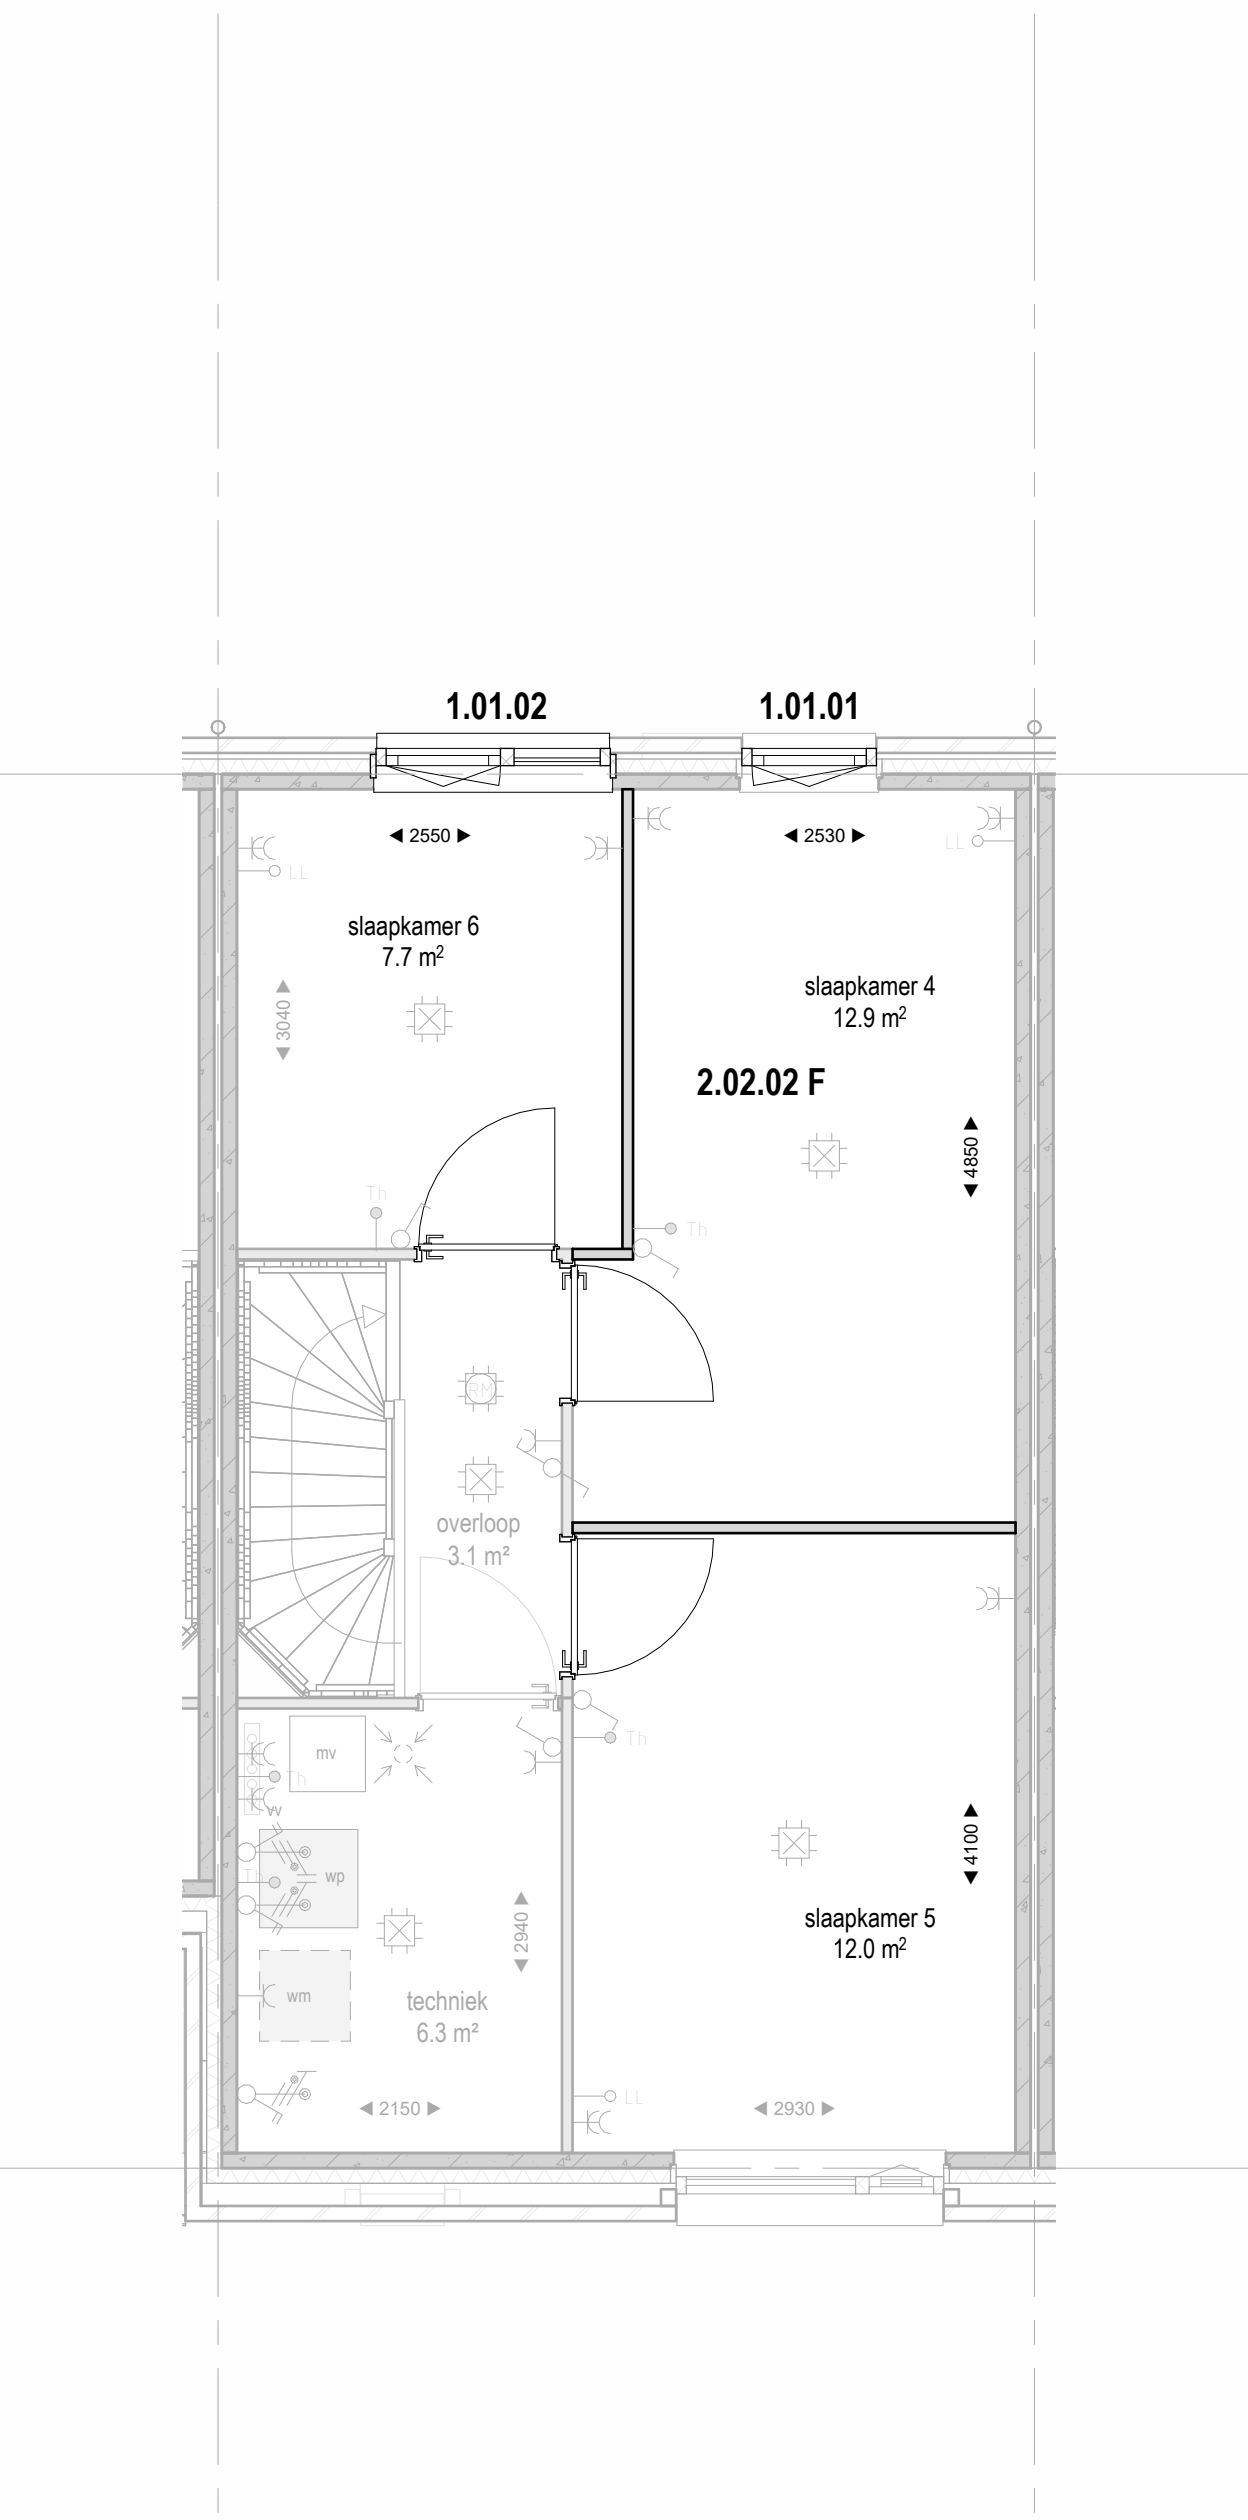 1.01.02
1.01.01
2550
2530
LL
LL
slaapkamer 6
7.7 m²
slaapkamer 4
12.9 m²
3040
2.02.02 F
4850
Th
Th
RM
overloop
3.1 m²
Th
mv
Th
vv
4100
Th
wp
slaapkamer 5
12.0 m²
2940
wm
techniek
6.3 m²
LL
2150
2930